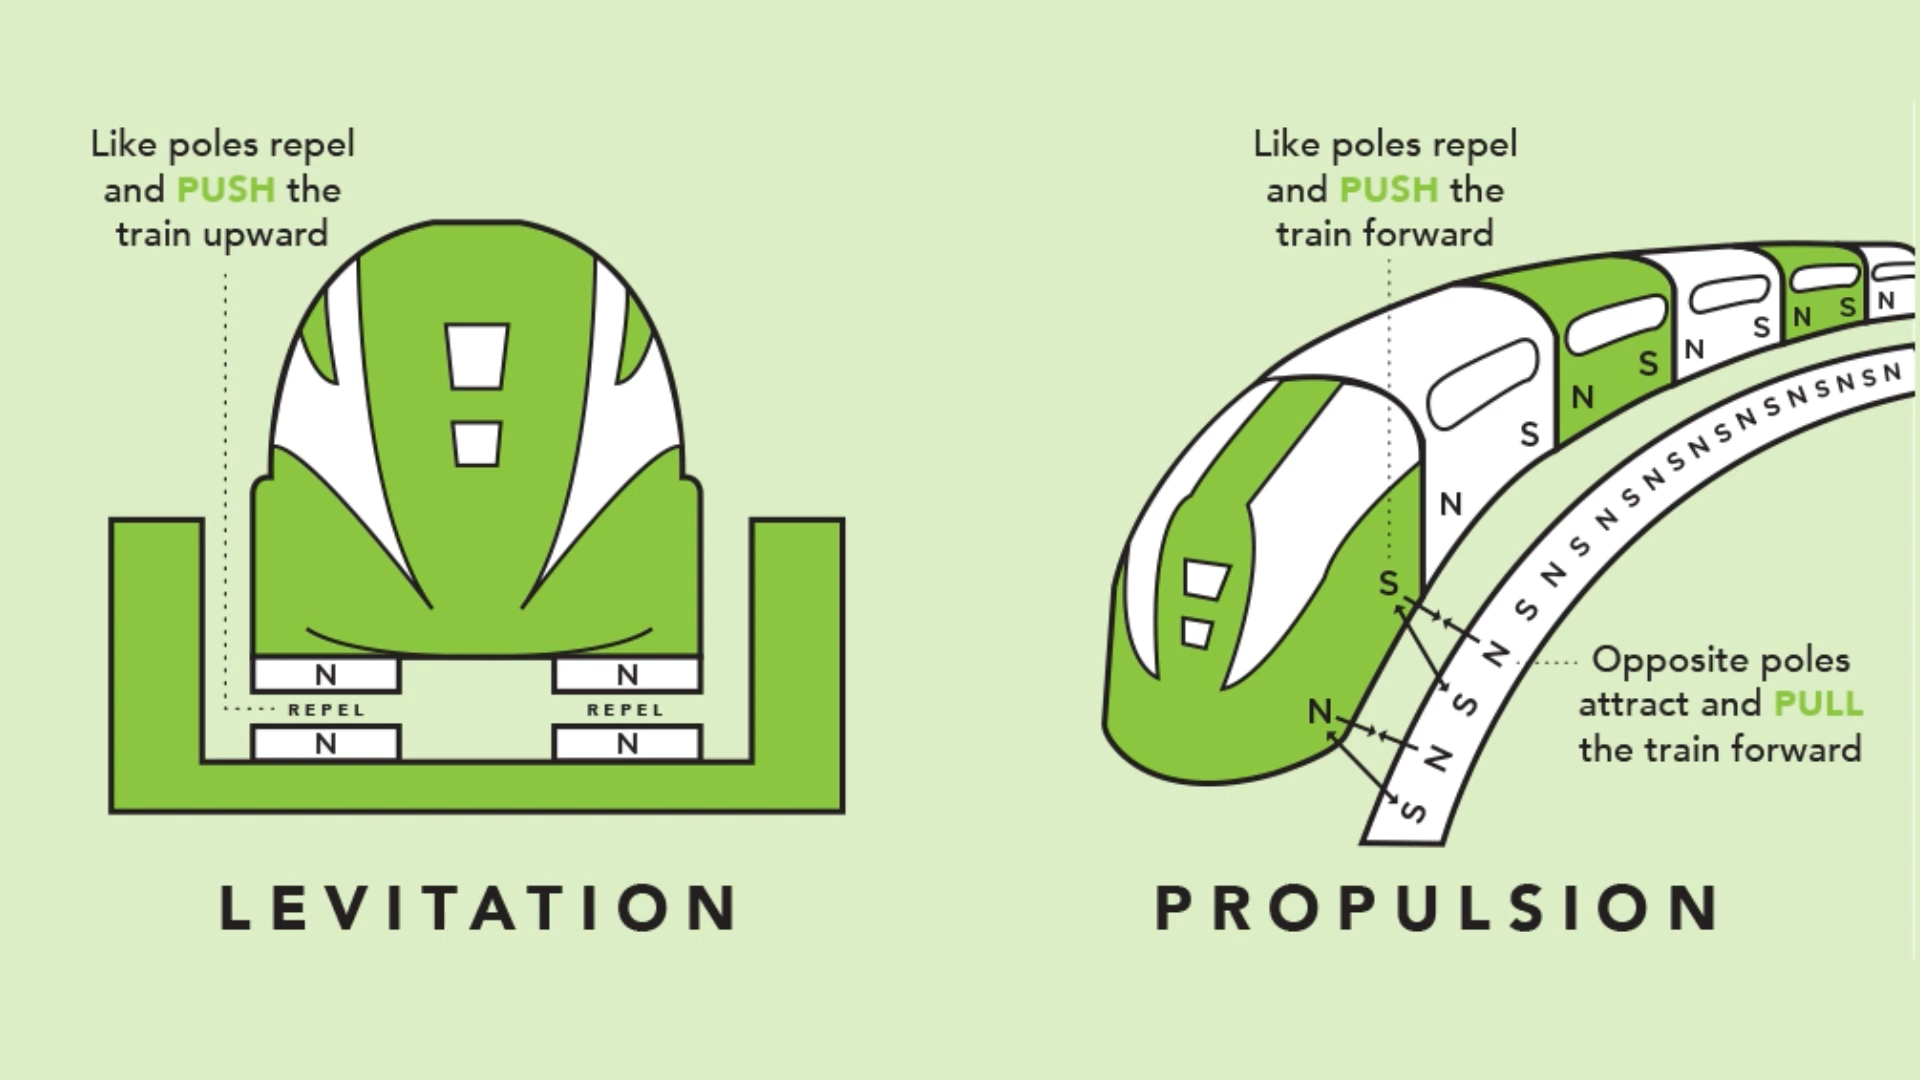 Like poles repel
and PUSH the
train upward
N
N
REPEL
REPEL
N
N
LEVITATION
Like poles repel
and PUSH the
train forward
N
S
N
S
N
S
N
S
N
S
N
S N S N S N S N S N S N S N S N S N S N
Opposite poles
attract and PULL
the train forward
PROPULSION